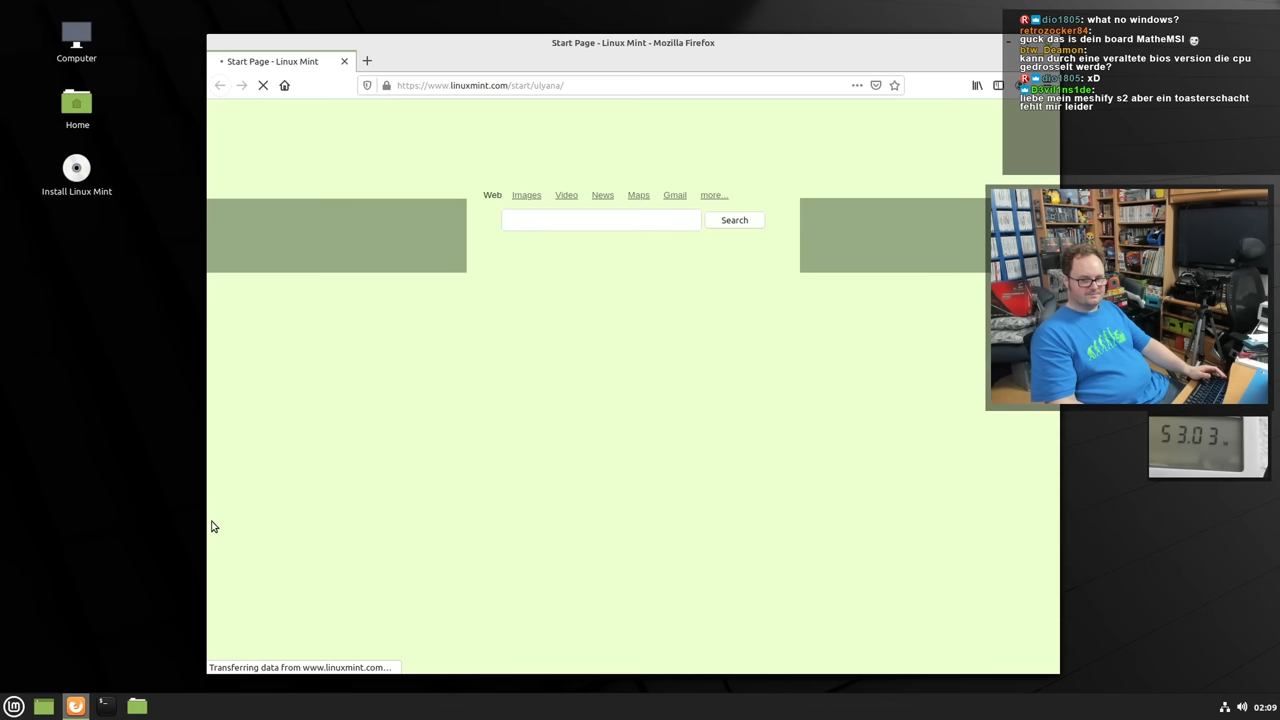 Computer
Home
Install Linux Mint
Start Page - Linux Mint - Mozilla Firefox
Start Page - Linux Mint
https://www.linuxmint.com/start/ulyana/
Web Images Video News Maps Gmail more...
Search
Transferring data from www.linuxmint.com…
dio1805: what no windows?
retrozocker84:
guck das is dein board MatheMSI
btw_Deamon:
kann durch eine veraltete bios version die cpu
gedrosselt werde?
dio1805: xD
D3vil1ns1de:
liebe mein meshify s2 aber ein toasterschacht
fehlt mir leider
53.03
02:09